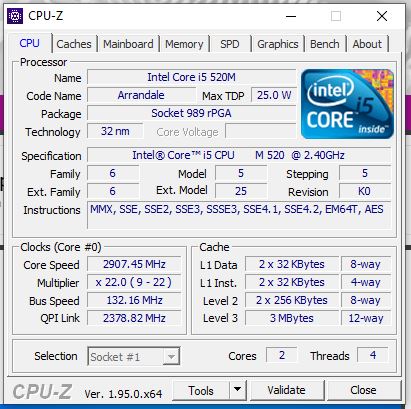 CPU-Z
CPU Caches Mainboard Memory SPD Graphics Bench About
Processor
Name Intel Core i5 520M
Code Name Arrandale Max TDP 25.0 W
Package Socket 989 rPGA
Technology 32 nm Core Voltage
intel CORE i5 inside™
Specification Intel® Core™ i5 CPU M 520 @ 2.40GHz
Family 6 Model 5 Stepping 5
Ext. Family 6 Ext. Model 25 Revision K0
Instructions MMX, SSE, SSE2, SSE3, SSSE3, SSE4.1, SSE4.2, EM64T, AES
Clocks (Core #0) Cache
Core Speed 2907.45 MHz L1 Data 2 x 32 KBytes 8-way
Multiplier x 22.0 ( 9 - 22 ) L1 Inst. 2 x 32 KBytes 4-way
Bus Speed 132.16 MHz Level 2 2 x 256 KBytes 8-way
QPI Link 2378.82 MHz Level 3 3 MBytes 12-way
Selection Socket #1 Cores 2 Threads 4
CPU-Z Ver. 1.95.0.x64 Tools Validate Close